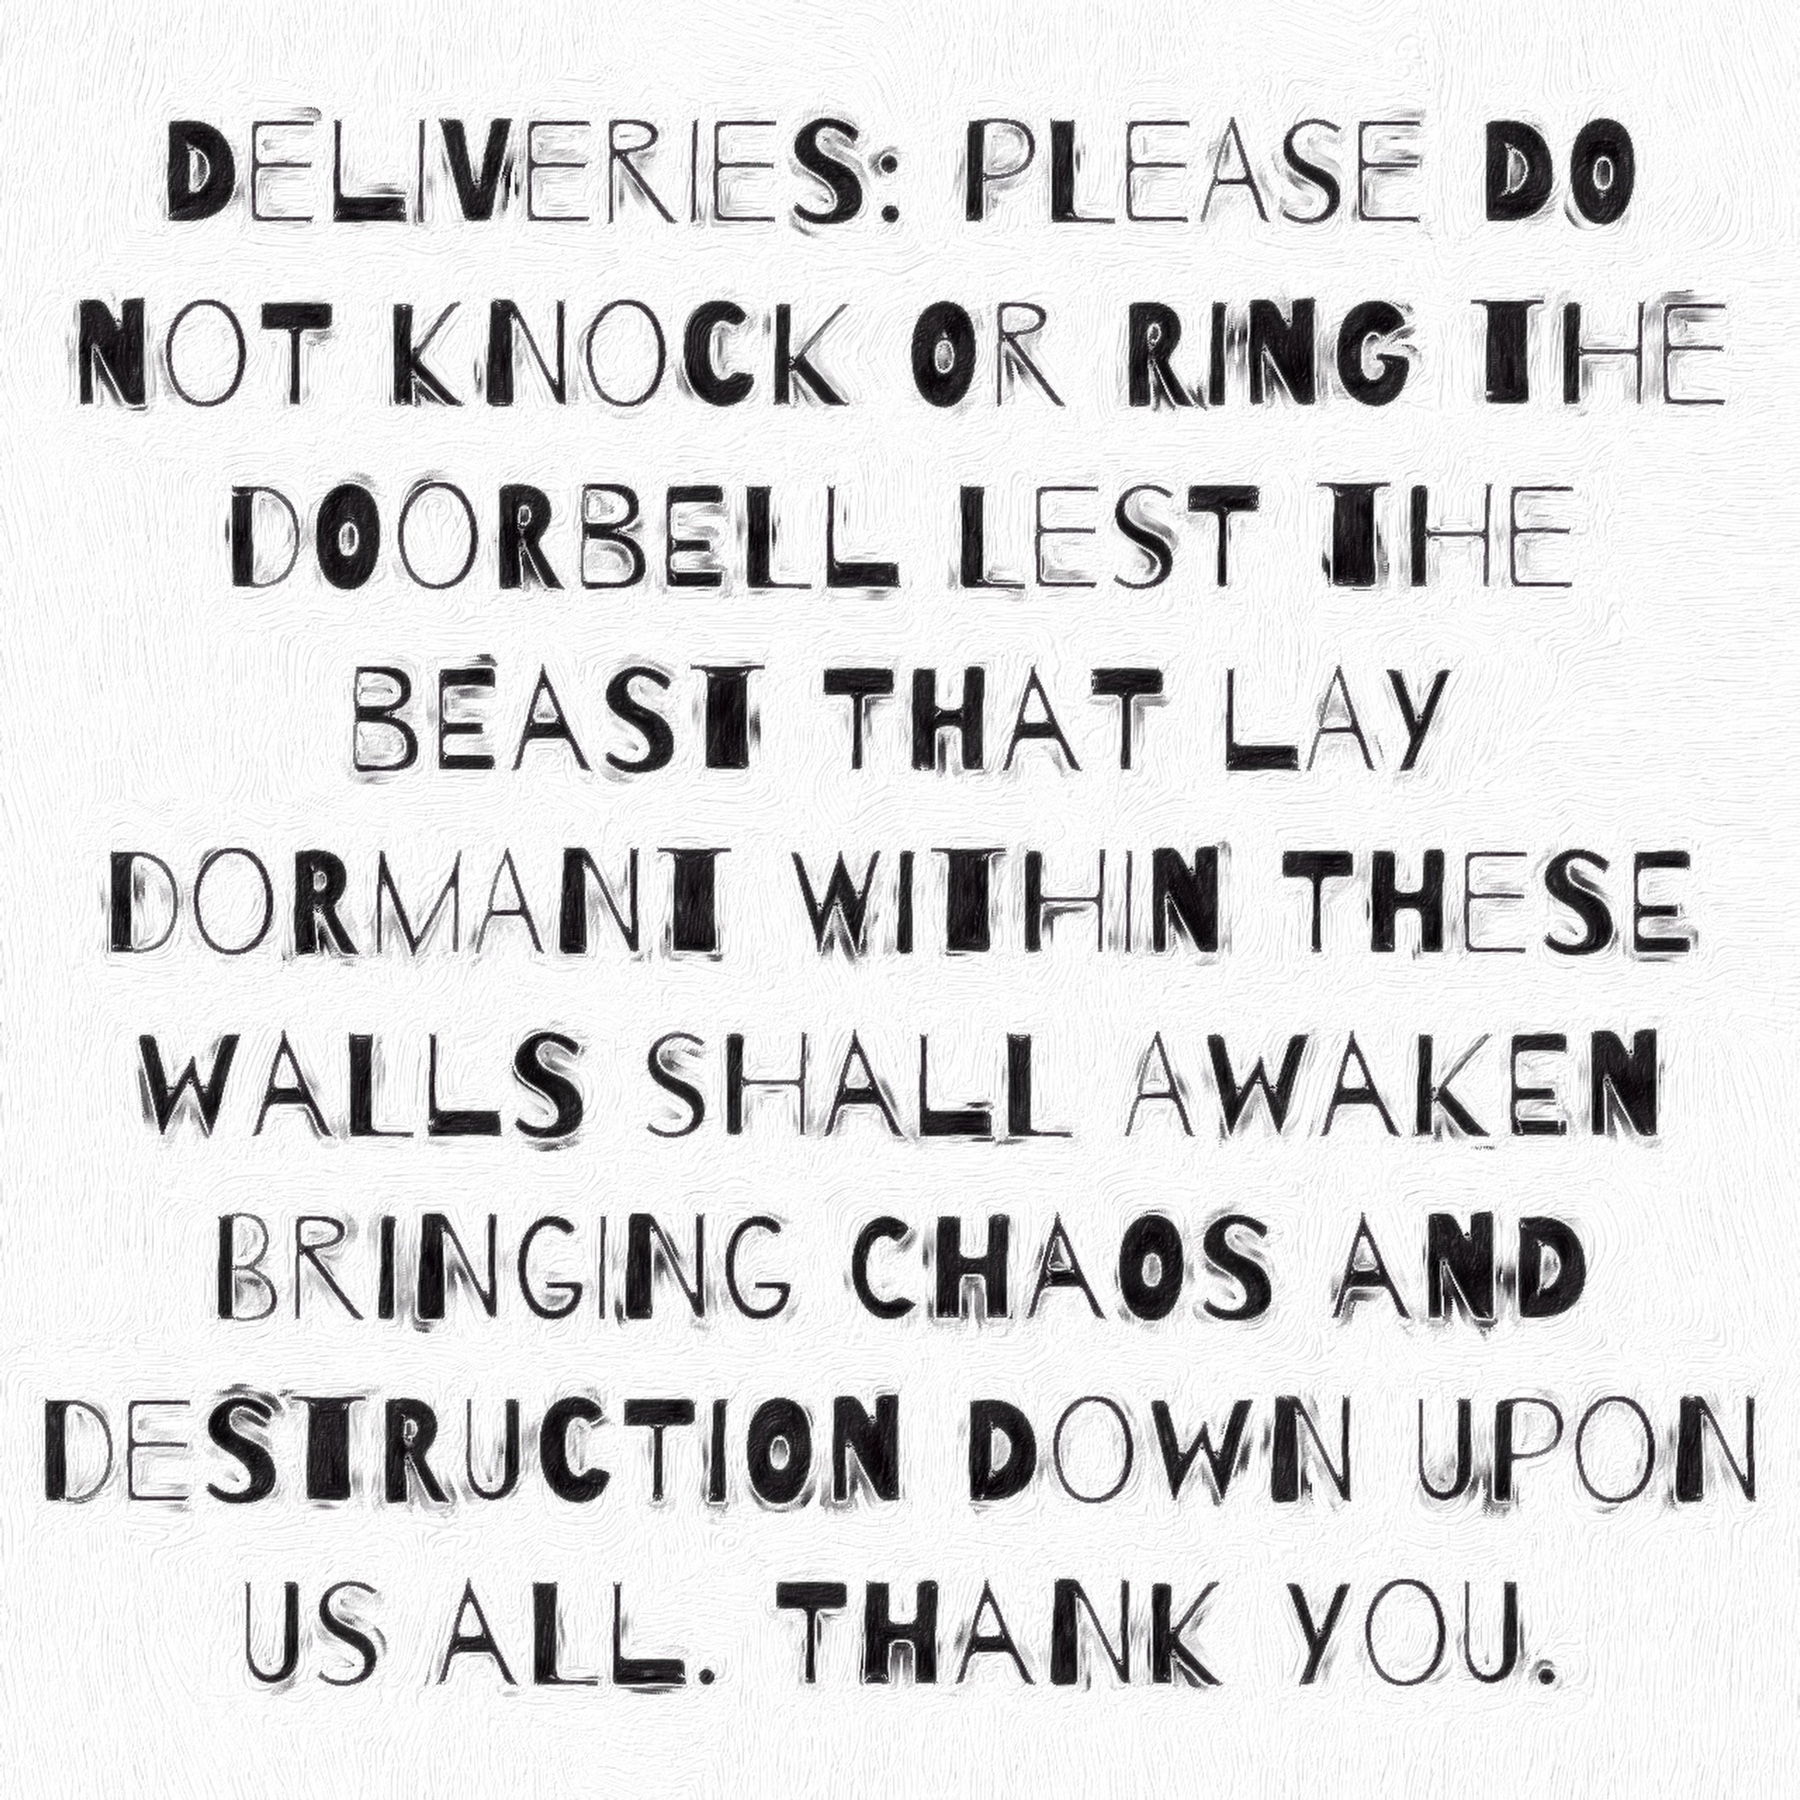 DELIVERIES: PLEASE DO
NOT KNOCK OR RING THE
DOORBELL LEST THE
BEAST THAT LAY
DORMANT WITHIN THESE
WALLS SHALL AWAKEN
BRINGING CHAOS AND
DESTRUCTION DOWN UPON
US ALL. THANK YOU.